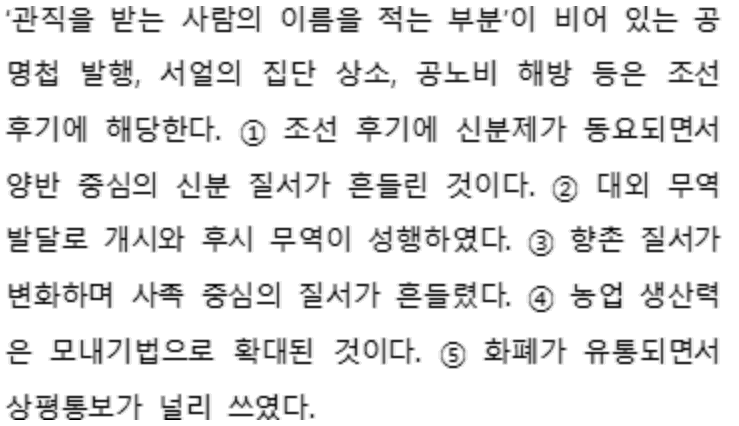 '관직을 받는 사람의 이름을 적는 부분'이 비어 있는 공
명첩 발행, 서얼의 집단 상소, 공노비 해방 등은 조선
후기에 해당한다. ① 조선 후기에 신분제가 동요되면서
양반 중심의 신분 질서가 흔들린 것이다. ② 대외 무역
발달로 개시와 후시 무역이 성행하였다. ③ 향촌 질서가
변화하며 사족 중심의 질서가 흔들렸다. ④ 농업 생산력
은 모내기법으로 확대된 것이다. ⑤ 화폐가 유통되면서
상평통보가 널리 쓰였다.